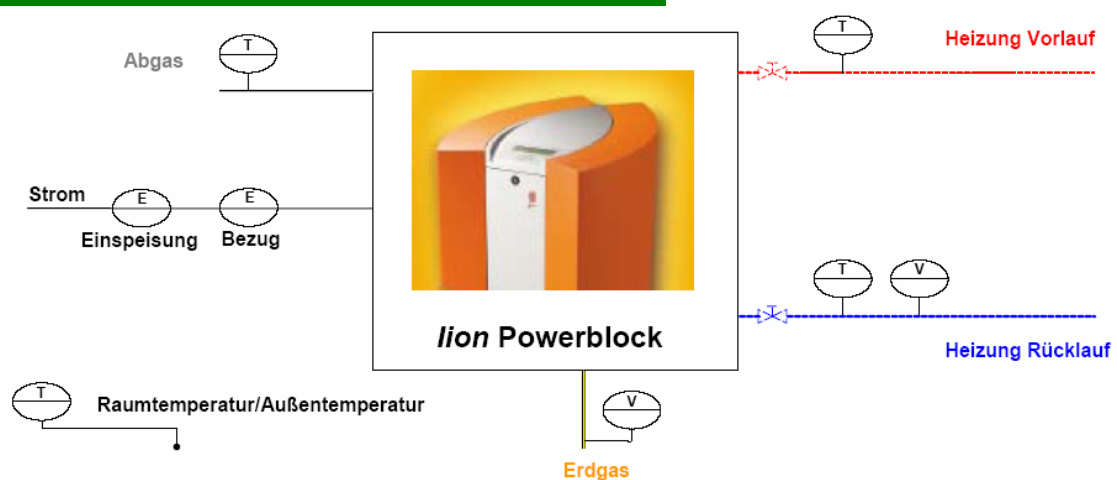 T
T
Heizung Vorlauf
Abgas
Strom
E
E
Einspeisung
Bezug
lion Powerblock
T
V
Heizung Rücklauf
T
Raumtemperatur/Außentemperatur
V
Erdgas